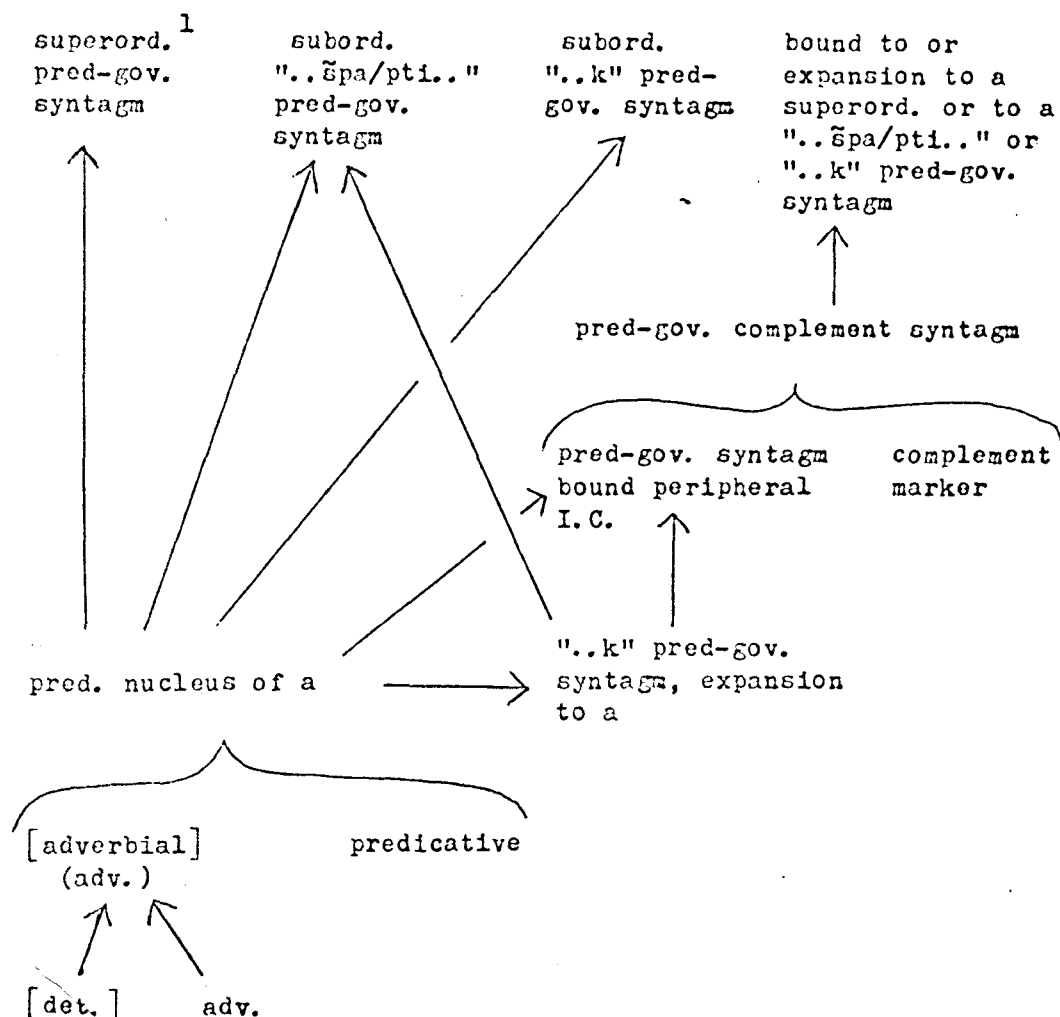 superord.1
pred-gov.
syntagm
subord.
"..s̃pa/pti.."
pred-gov.
syntagm
subord.
"..k" pred-
gov. syntagm
bound to or
expansion to a
superord. or to a
"..s̃pa/pti.." or
"..k" pred-gov.
syntagm
pred-gov. complement syntagm
pred-gov. syntagm
bound peripheral
I.C.
complement
marker
pred. nucleus of a
"..k" pred-gov.
syntagm, expansion
to a
[adverbial]
(adv.)
predicative
[det.]
adv.